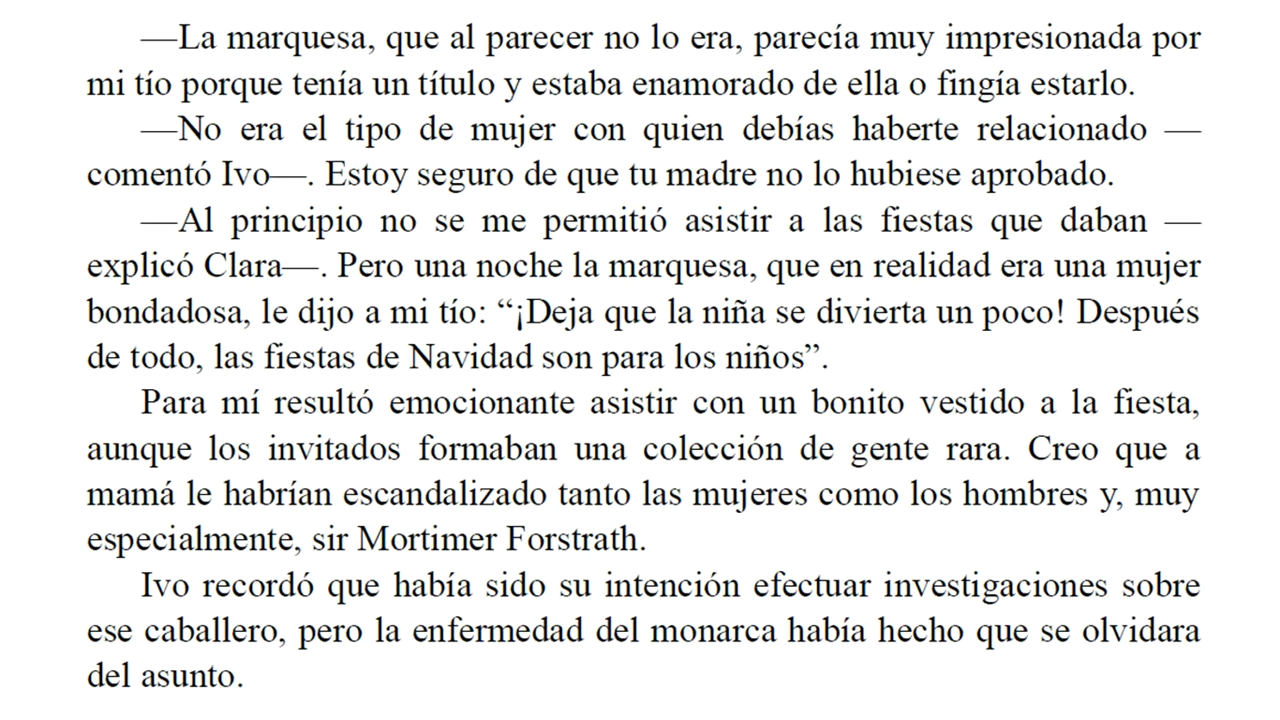 —La marquesa, que al parecer no lo era, parecía muy impresionada por
mi tío porque tenía un título y estaba enamorado de ella o fingía estarlo.
—No era el tipo de mujer con quien debías haberte relacionado —
comentó Ivo—. Estoy seguro de que tu madre no lo hubiese aprobado.
—Al principio no se me permitió asistir a las fiestas que daban —
explicó Clara—. Pero una noche la marquesa, que en realidad era una mujer
bondadosa, le dijo a mi tío: “¡Deja que la niña se divierta un poco! Después
de todo, las fiestas de Navidad son para los niños”.
Para mí resultó emocionante asistir con un bonito vestido a la fiesta,
aunque los invitados formaban una colección de gente rara. Creo que a
mamá le habrían escandalizado tanto las mujeres como los hombres y, muy
especialmente, sir Mortimer Forstrath.
Ivo recordó que había sido su intención efectuar investigaciones sobre
ese caballero, pero la enfermedad del monarca había hecho que se olvidara
del asunto.